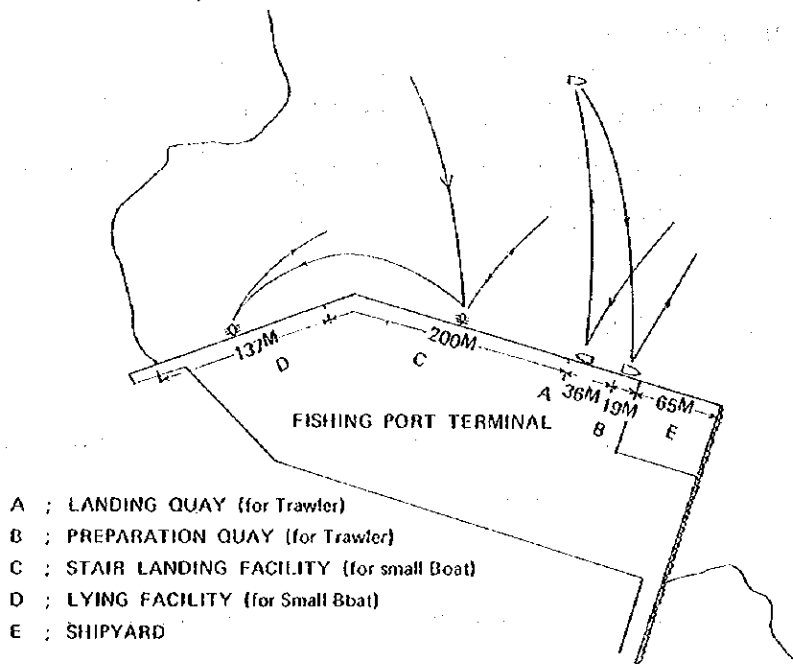 137M
D
200M
C
A
36M
19M
B
65M
E
FISHING PORT TERMINAL
A ; LANDING QUAY (for Trawler)
B ; PREPARATION QUAY (for Trawler)
C ; STAIR LANDING FACILITY (for small Boat)
D ; LYING FACILITY (for Small Bbat)
E ; SHIPYARD